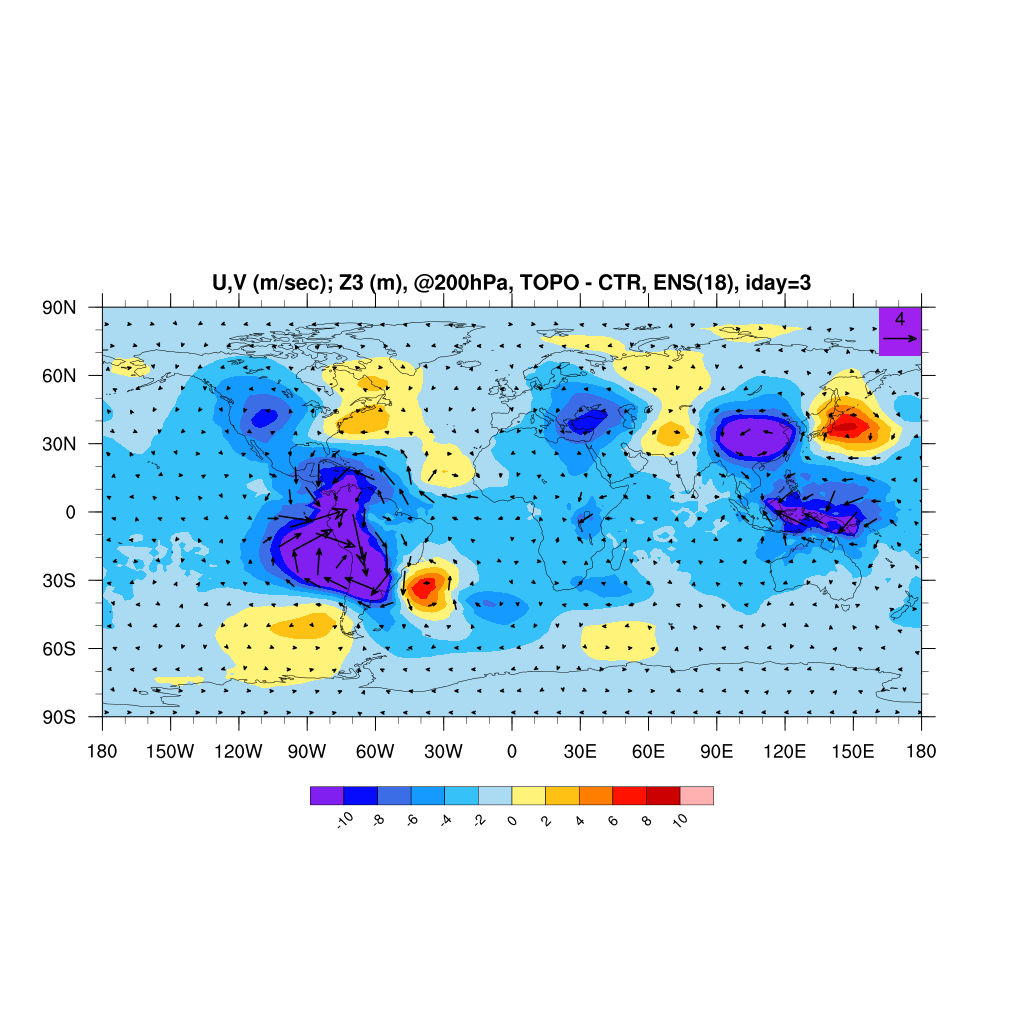 U,V (m/sec); Z3 (m), @200hPa, TOPO - CTR, ENS(18), iday=3
4
90N
60N
30N
0
30S
60S
90S
180 150W 120W 90W 60W 30W 0 30E 60E 90E 120E 150E 180
-10 -8 -6 -4 -2 0 2 4 6 8 10